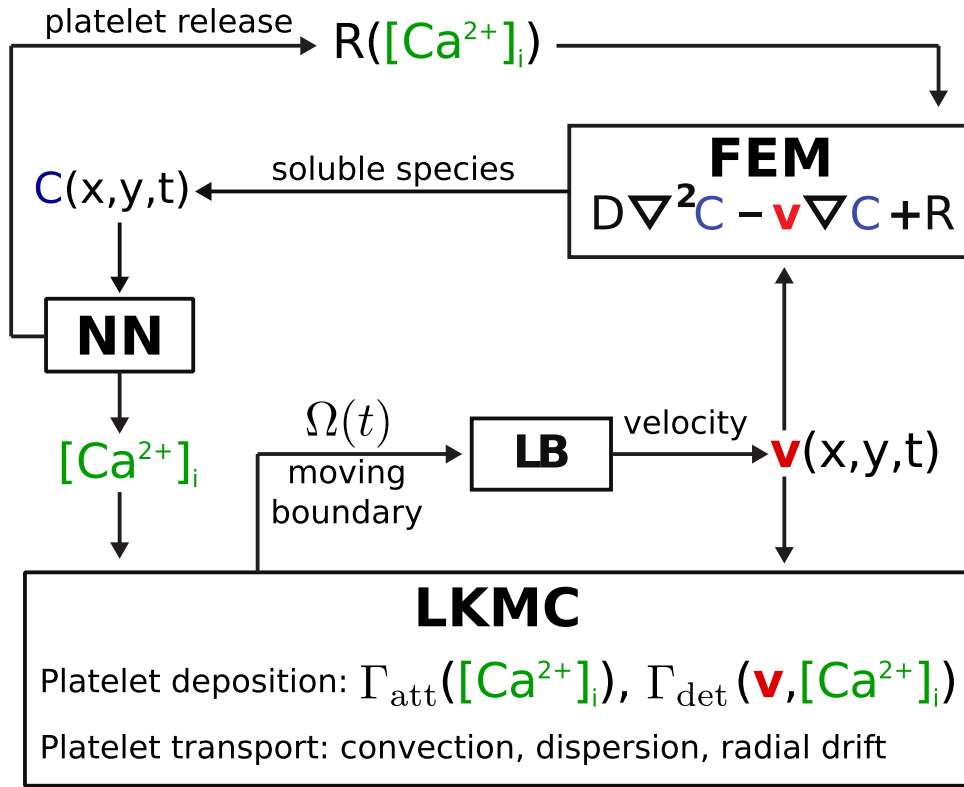 platelet release
R([Ca²⁺]ᵢ)
FEM
D∇²C − v∇C +R
soluble species
C(x,y,t)
NN
[Ca²⁺]ᵢ
Ω(t)
moving
boundary
LB
velocity
v(x,y,t)
LKMC
Platelet deposition: Γatt([Ca²⁺]ᵢ), Γdet(v,[Ca²⁺]ᵢ)
Platelet transport: convection, dispersion, radial drift